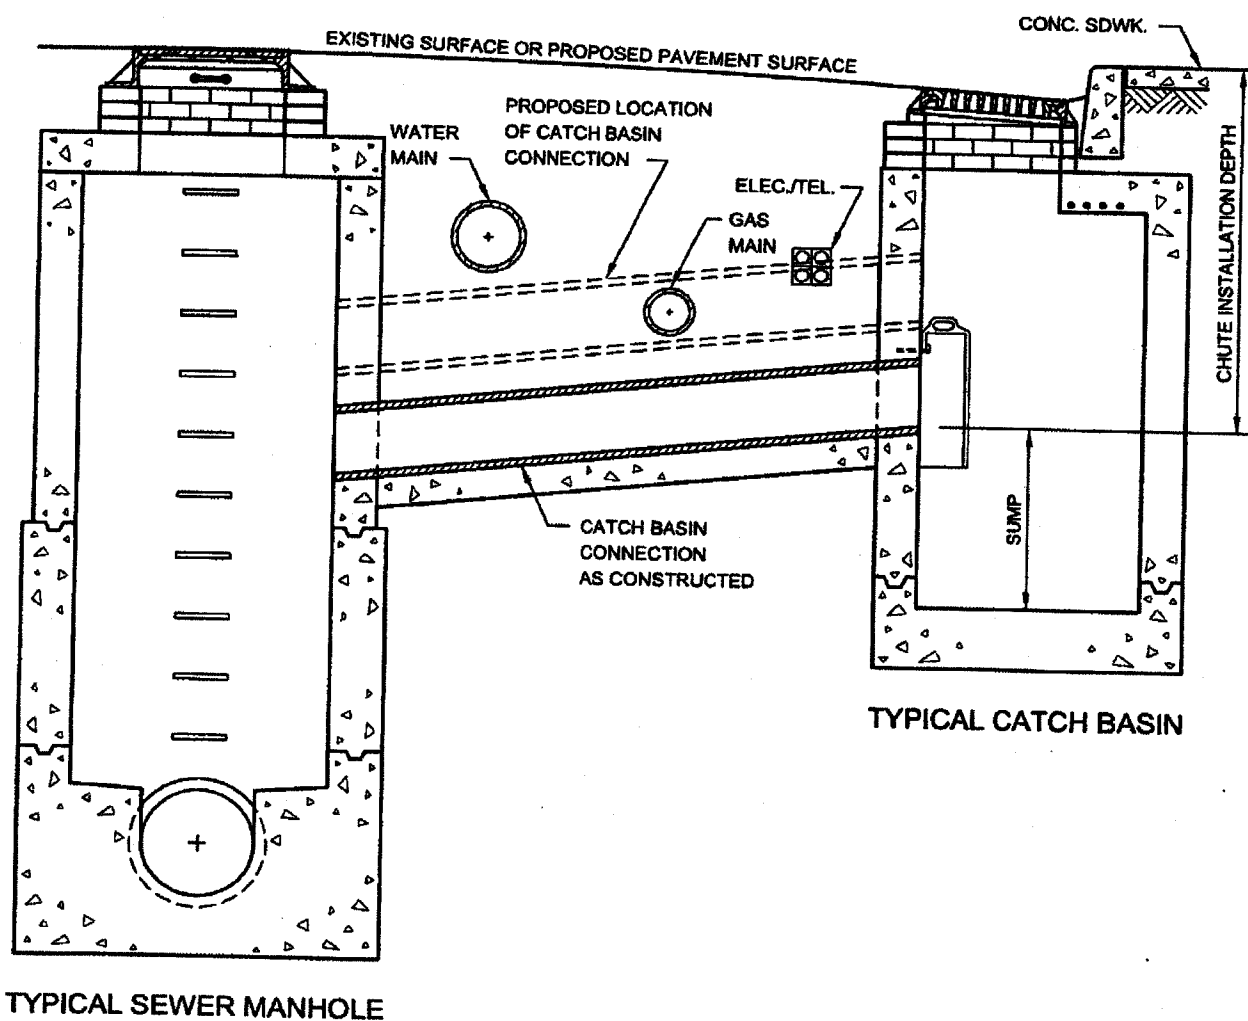 CONC. SDWK.
EXISTING SURFACE OR PROPOSED PAVEMENT SURFACE
PROPOSED LOCATION
OF CATCH BASIN
CONNECTION
WATER
MAIN
ELEC./TEL.
GAS
MAIN
CHUTE INSTALLATION DEPTH
SUMP
CATCH BASIN
CONNECTION
AS CONSTRUCTED
TYPICAL CATCH BASIN
TYPICAL SEWER MANHOLE